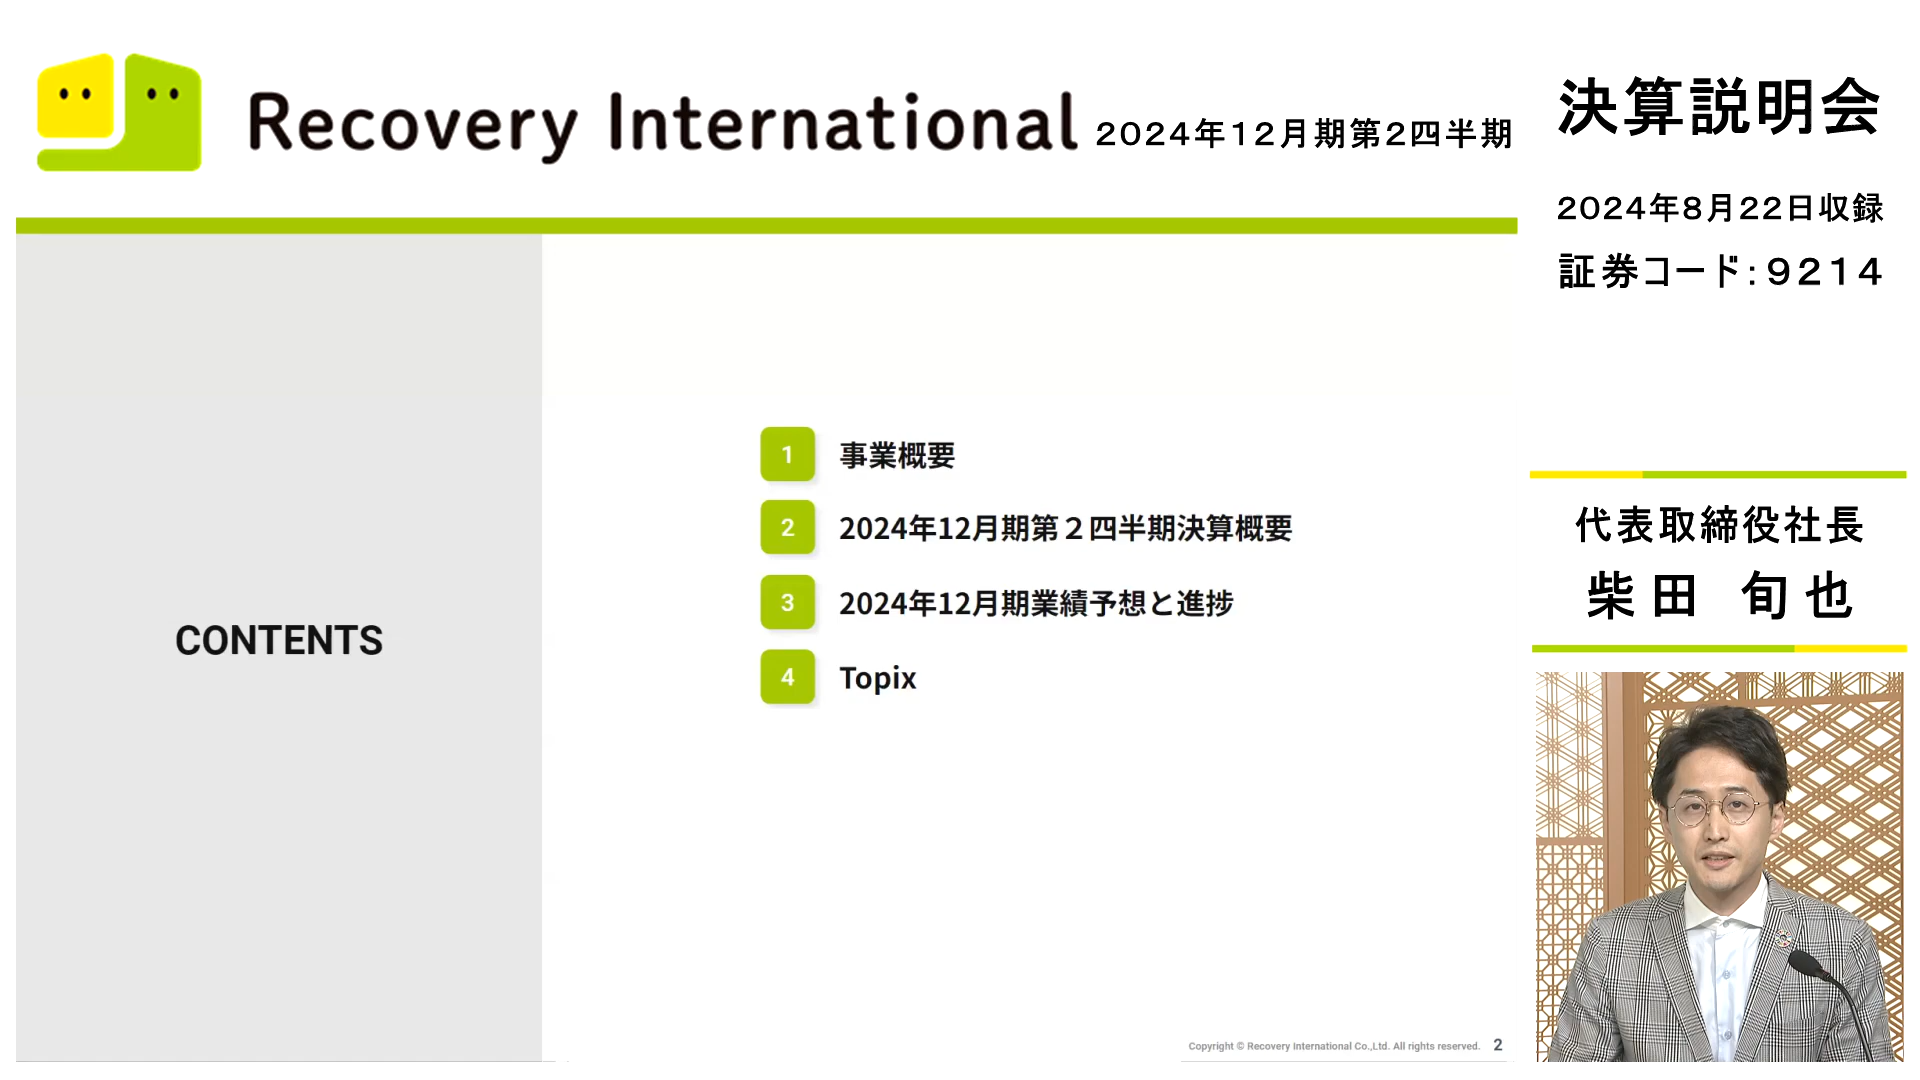 Recovery International 2024年12月期第2四半期
決算説明会
2024年8月22日収録
証券コード:9214
代表取締役社長
柴田 旬也
CONTENTS
1 事業概要
2 2024年12月期第２四半期決算概要
3 2024年12月期業績予想と進捗
4 Topix
Copyright © Recovery International Co.,Ltd. All rights reserved. 2